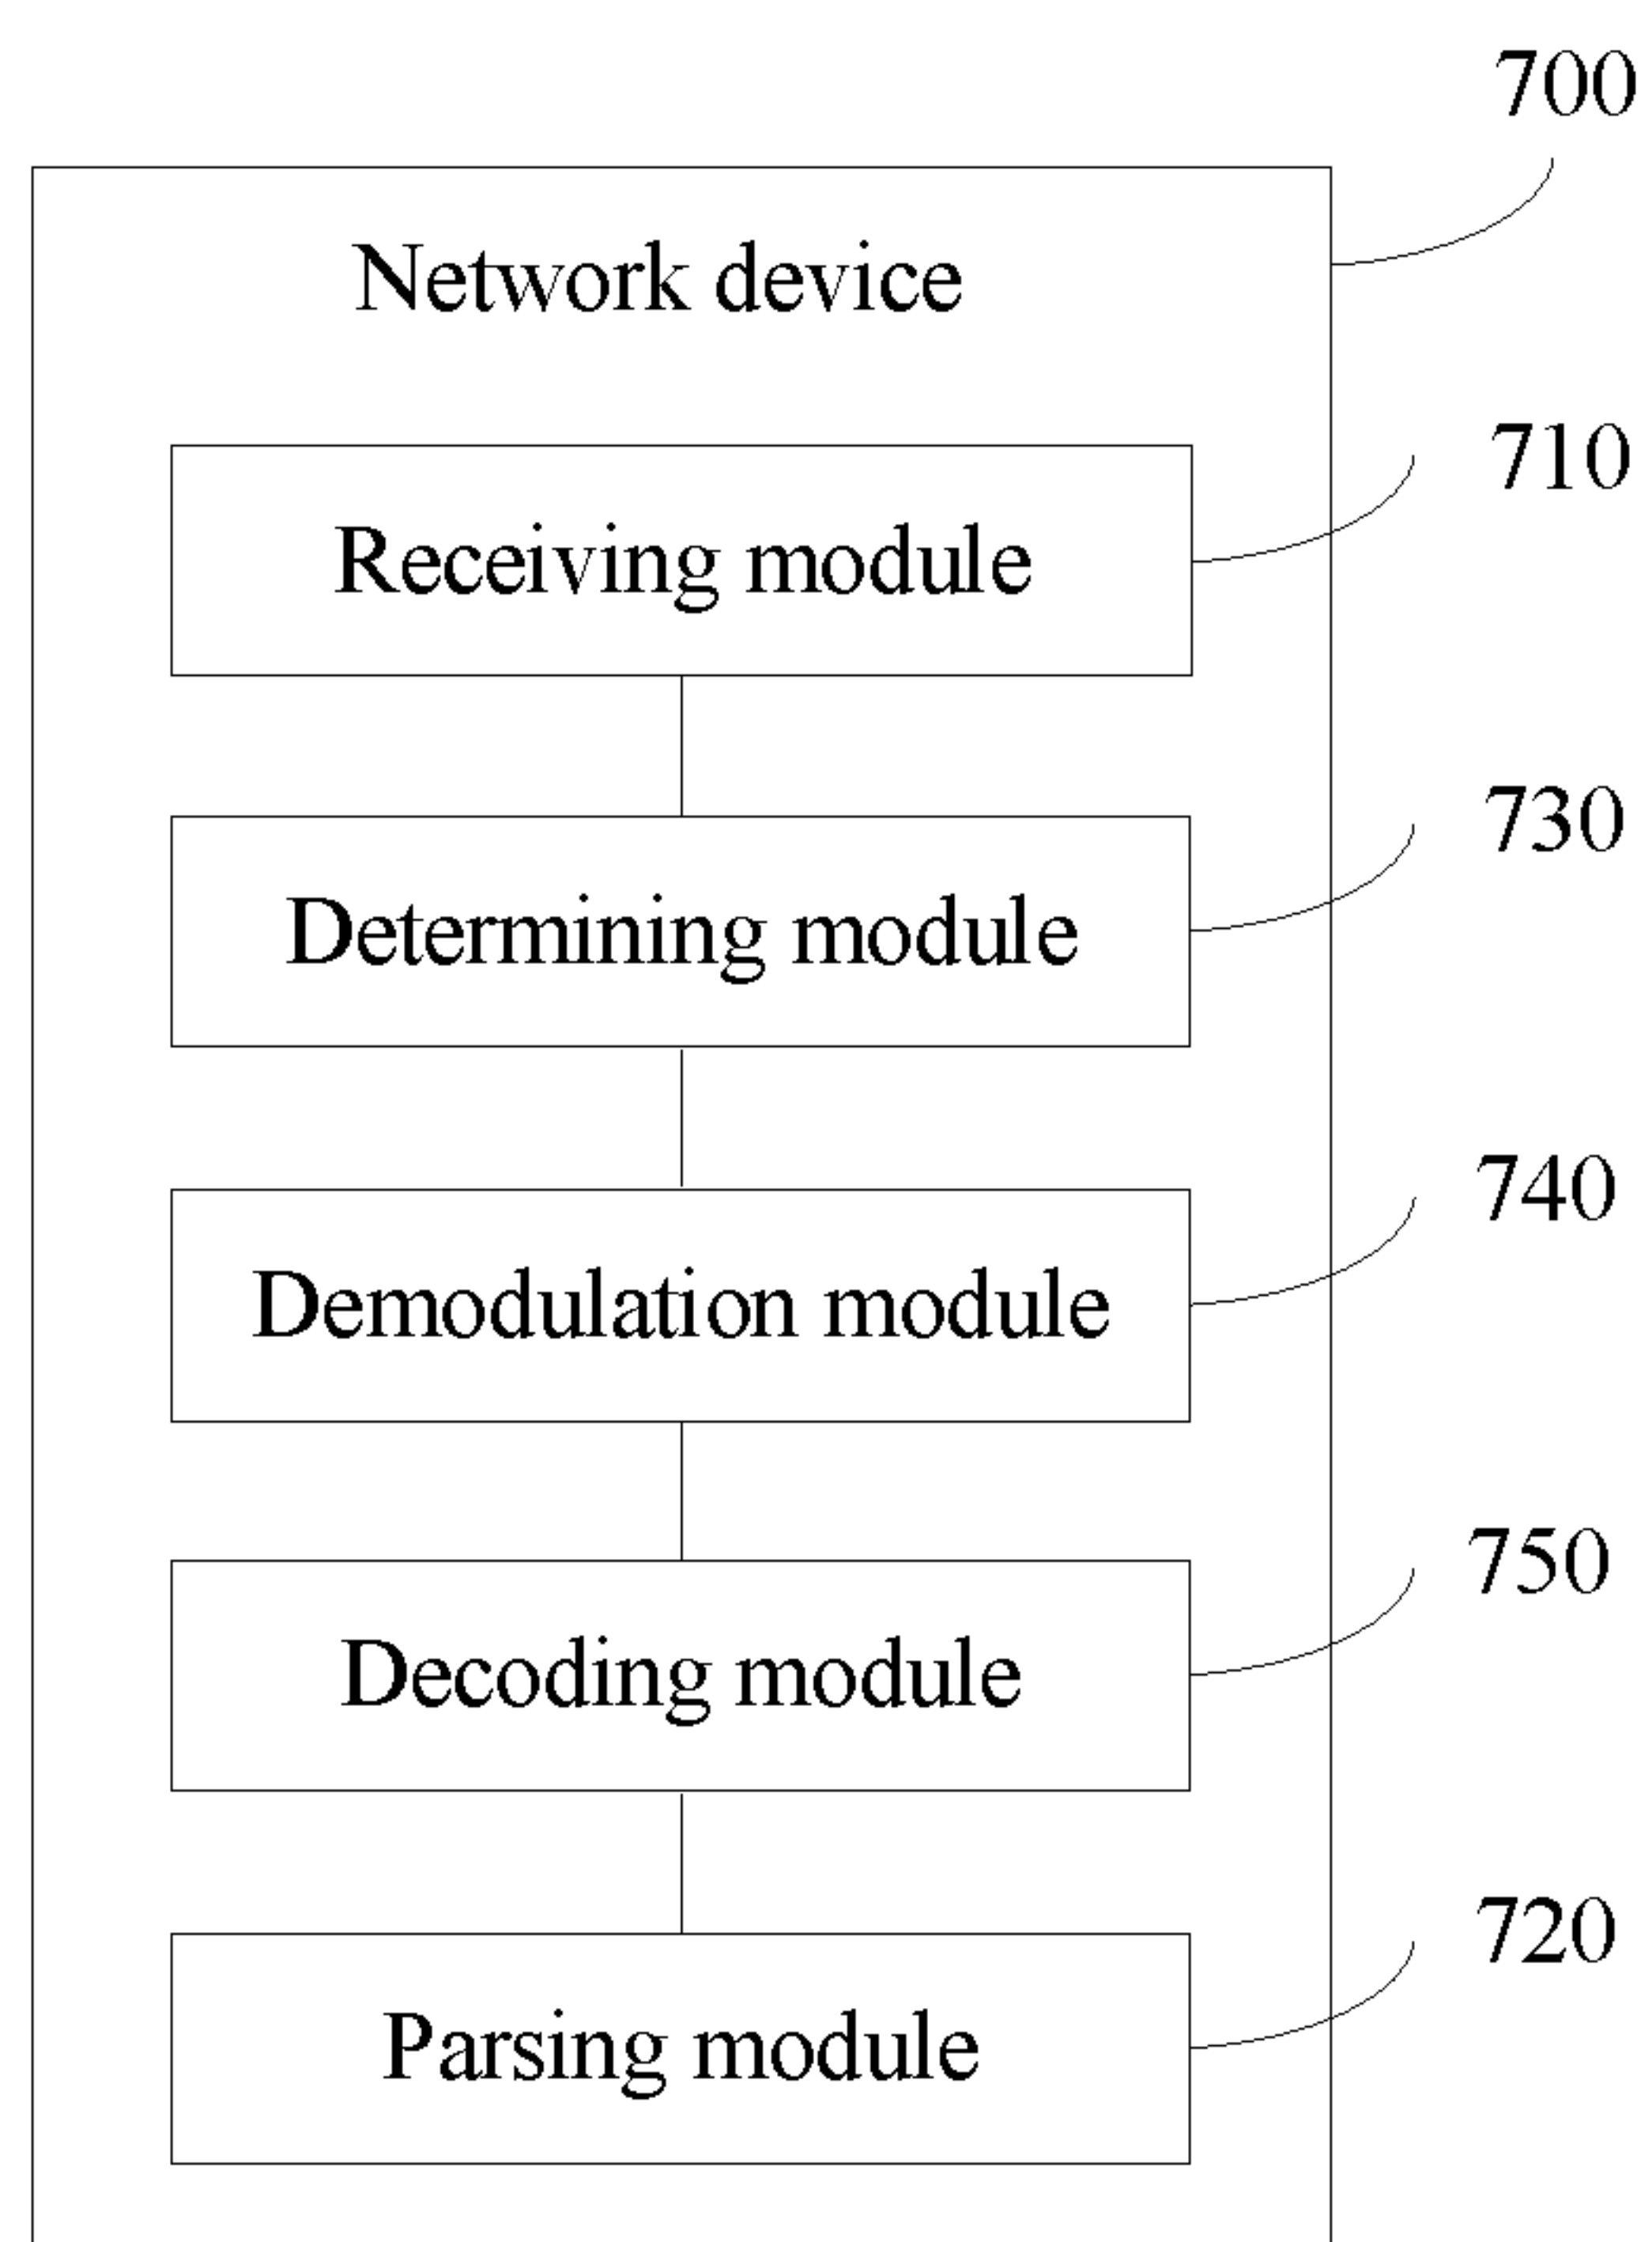 700
Network device
710
Receiving module
730
Determining module
740
Demodulation module
750
Decoding module
720
Parsing module